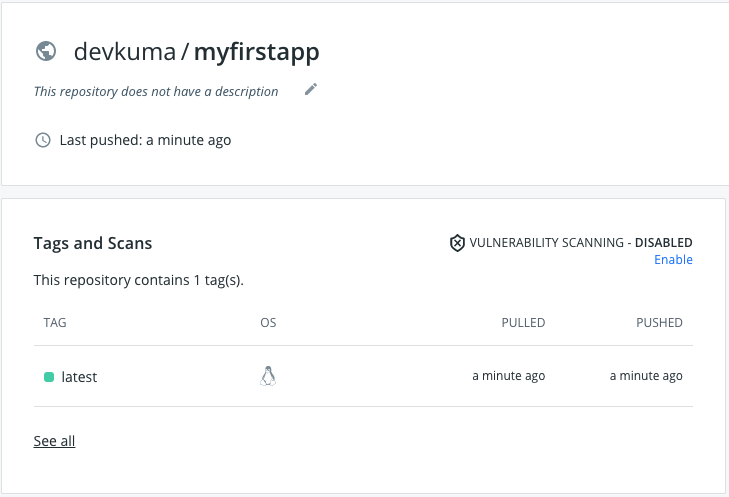 devkuma / myfirstapp
This repository does not have a description
Last pushed: a minute ago
Tags and Scans
VULNERABILITY SCANNING - DISABLED
Enable
This repository contains 1 tag(s).
TAG OS PULLED PUSHED
latest a minute ago a minute ago
See all